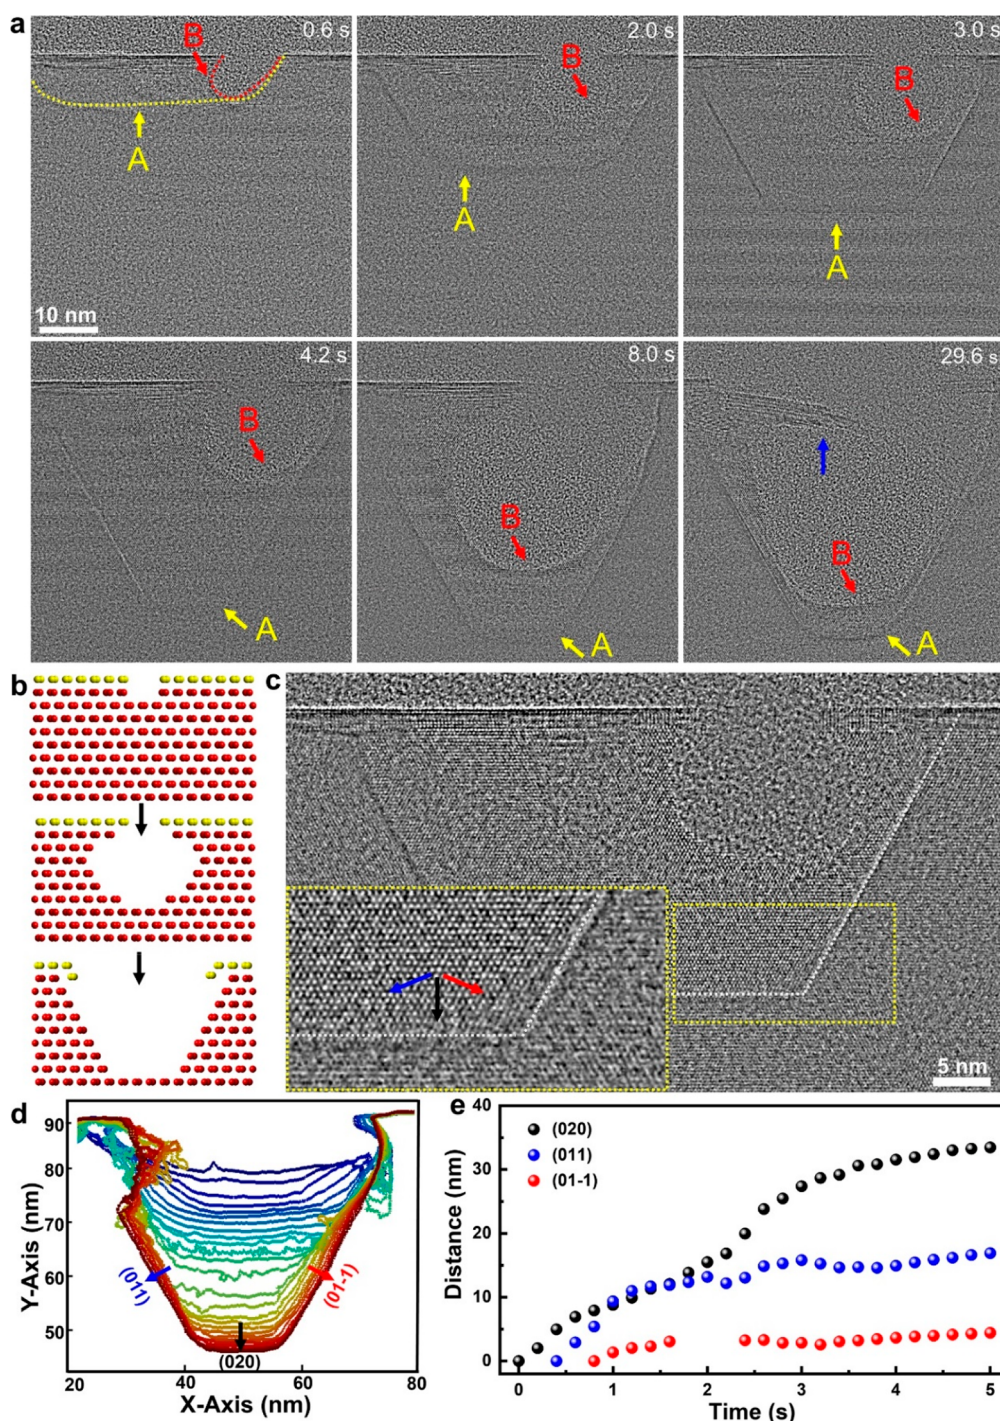 a
0.6 s
B
A
10 nm
2.0 s
B
A
3.0 s
B
A
4.2 s
B
A
8.0 s
B
A
29.6 s
B
A
b
c
5 nm
d
90
80
70
60
50
Y-Axis (nm)
(011)
(01-1)
(020)
20 40 60 80
X-Axis (nm)
e
40
30
20
10
0
Distance (nm)
(020)
(011)
(01-1)
0 1 2 3 4 5
Time (s)